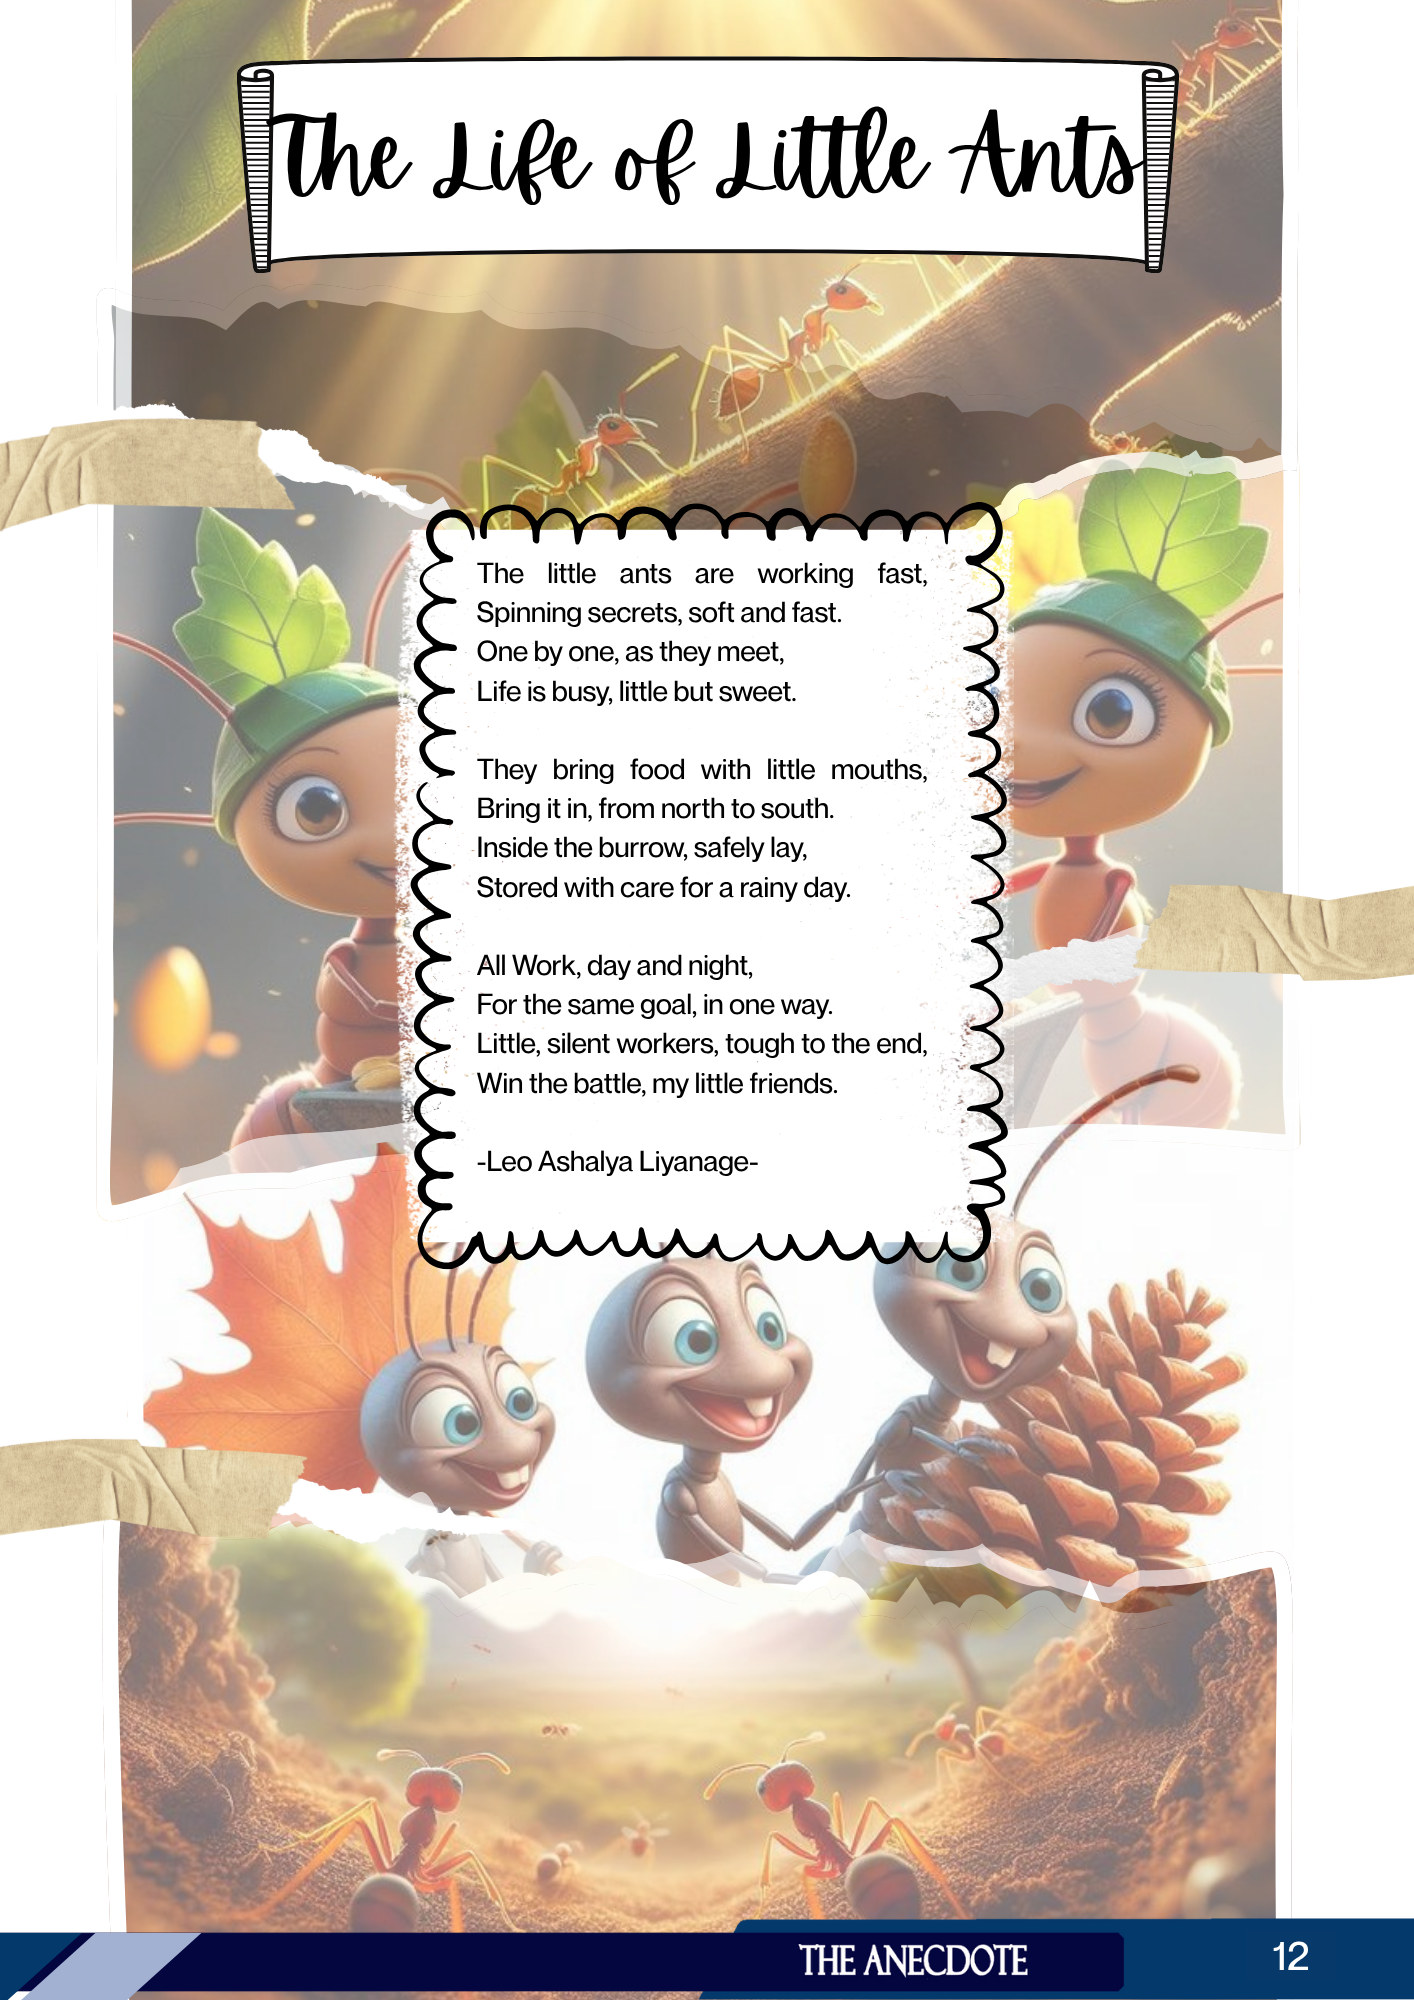 The Life of Little Ants
The little ants are working fast,
Spinning secrets, soft and fast.
One by one, as they meet,
Life is busy, little but sweet.
They bring food with little mouths,
Bring it in, from north to south.
Inside the burrow, safely lay,
Stored with care for a rainy day.
All Work, day and night,
For the same goal, in one way.
Little, silent workers, tough to the end,
Win the battle, my little friends.
-Leo Ashalya Liyanage-
THE ANECDOTE
12